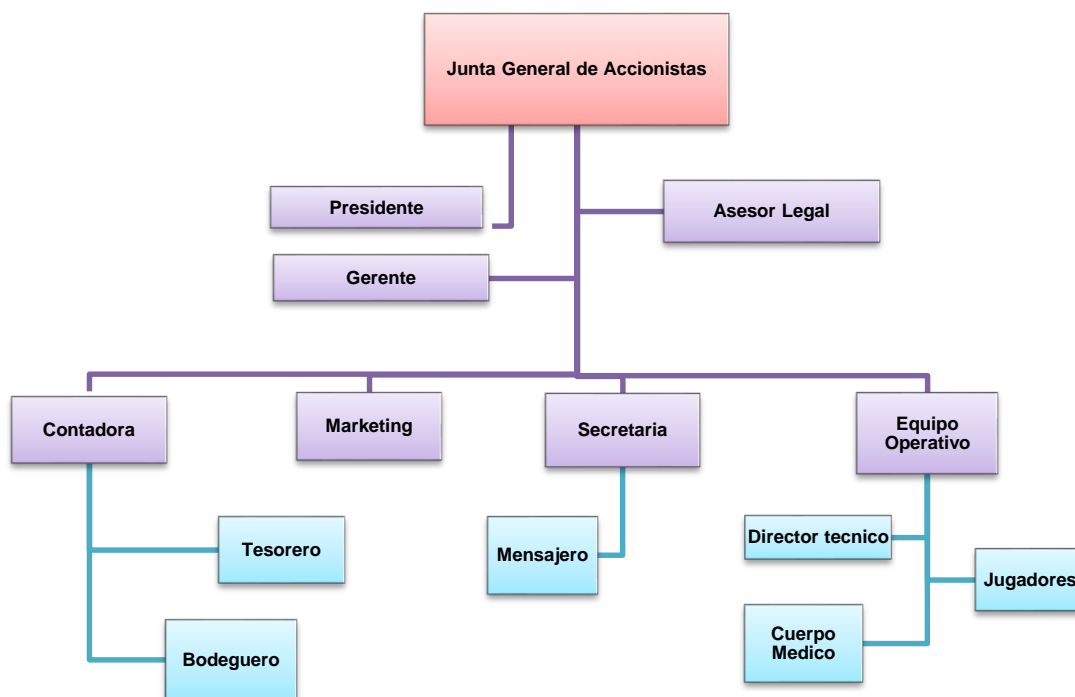 Junta General de Accionistas
Presidente
Asesor Legal
Gerente
Contadora
Marketing
Secretaria
Equipo
Operativo
Tesorero
Mensajero
Director tecnico
Jugadores
Bodeguero
Cuerpo
Medico